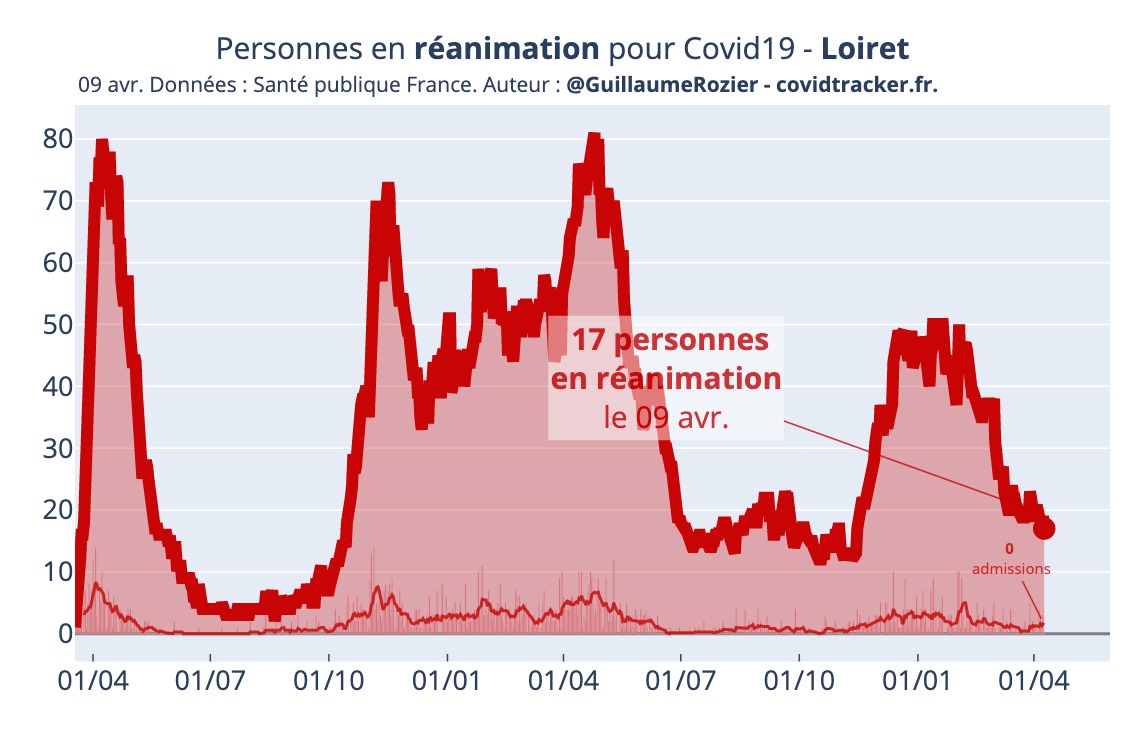 Personnes en réanimation pour Covid19 - Loiret
09 avr. Données : Santé publique France. Auteur : @GuillaumeRozier - covidtracker.fr.
80
70
60
50
40
30
20
10
0
17 personnes
en réanimation
le 09 avr.
0
admissions
01/04 01/07 01/10 01/01 01/04 01/07 01/10 01/01 01/04